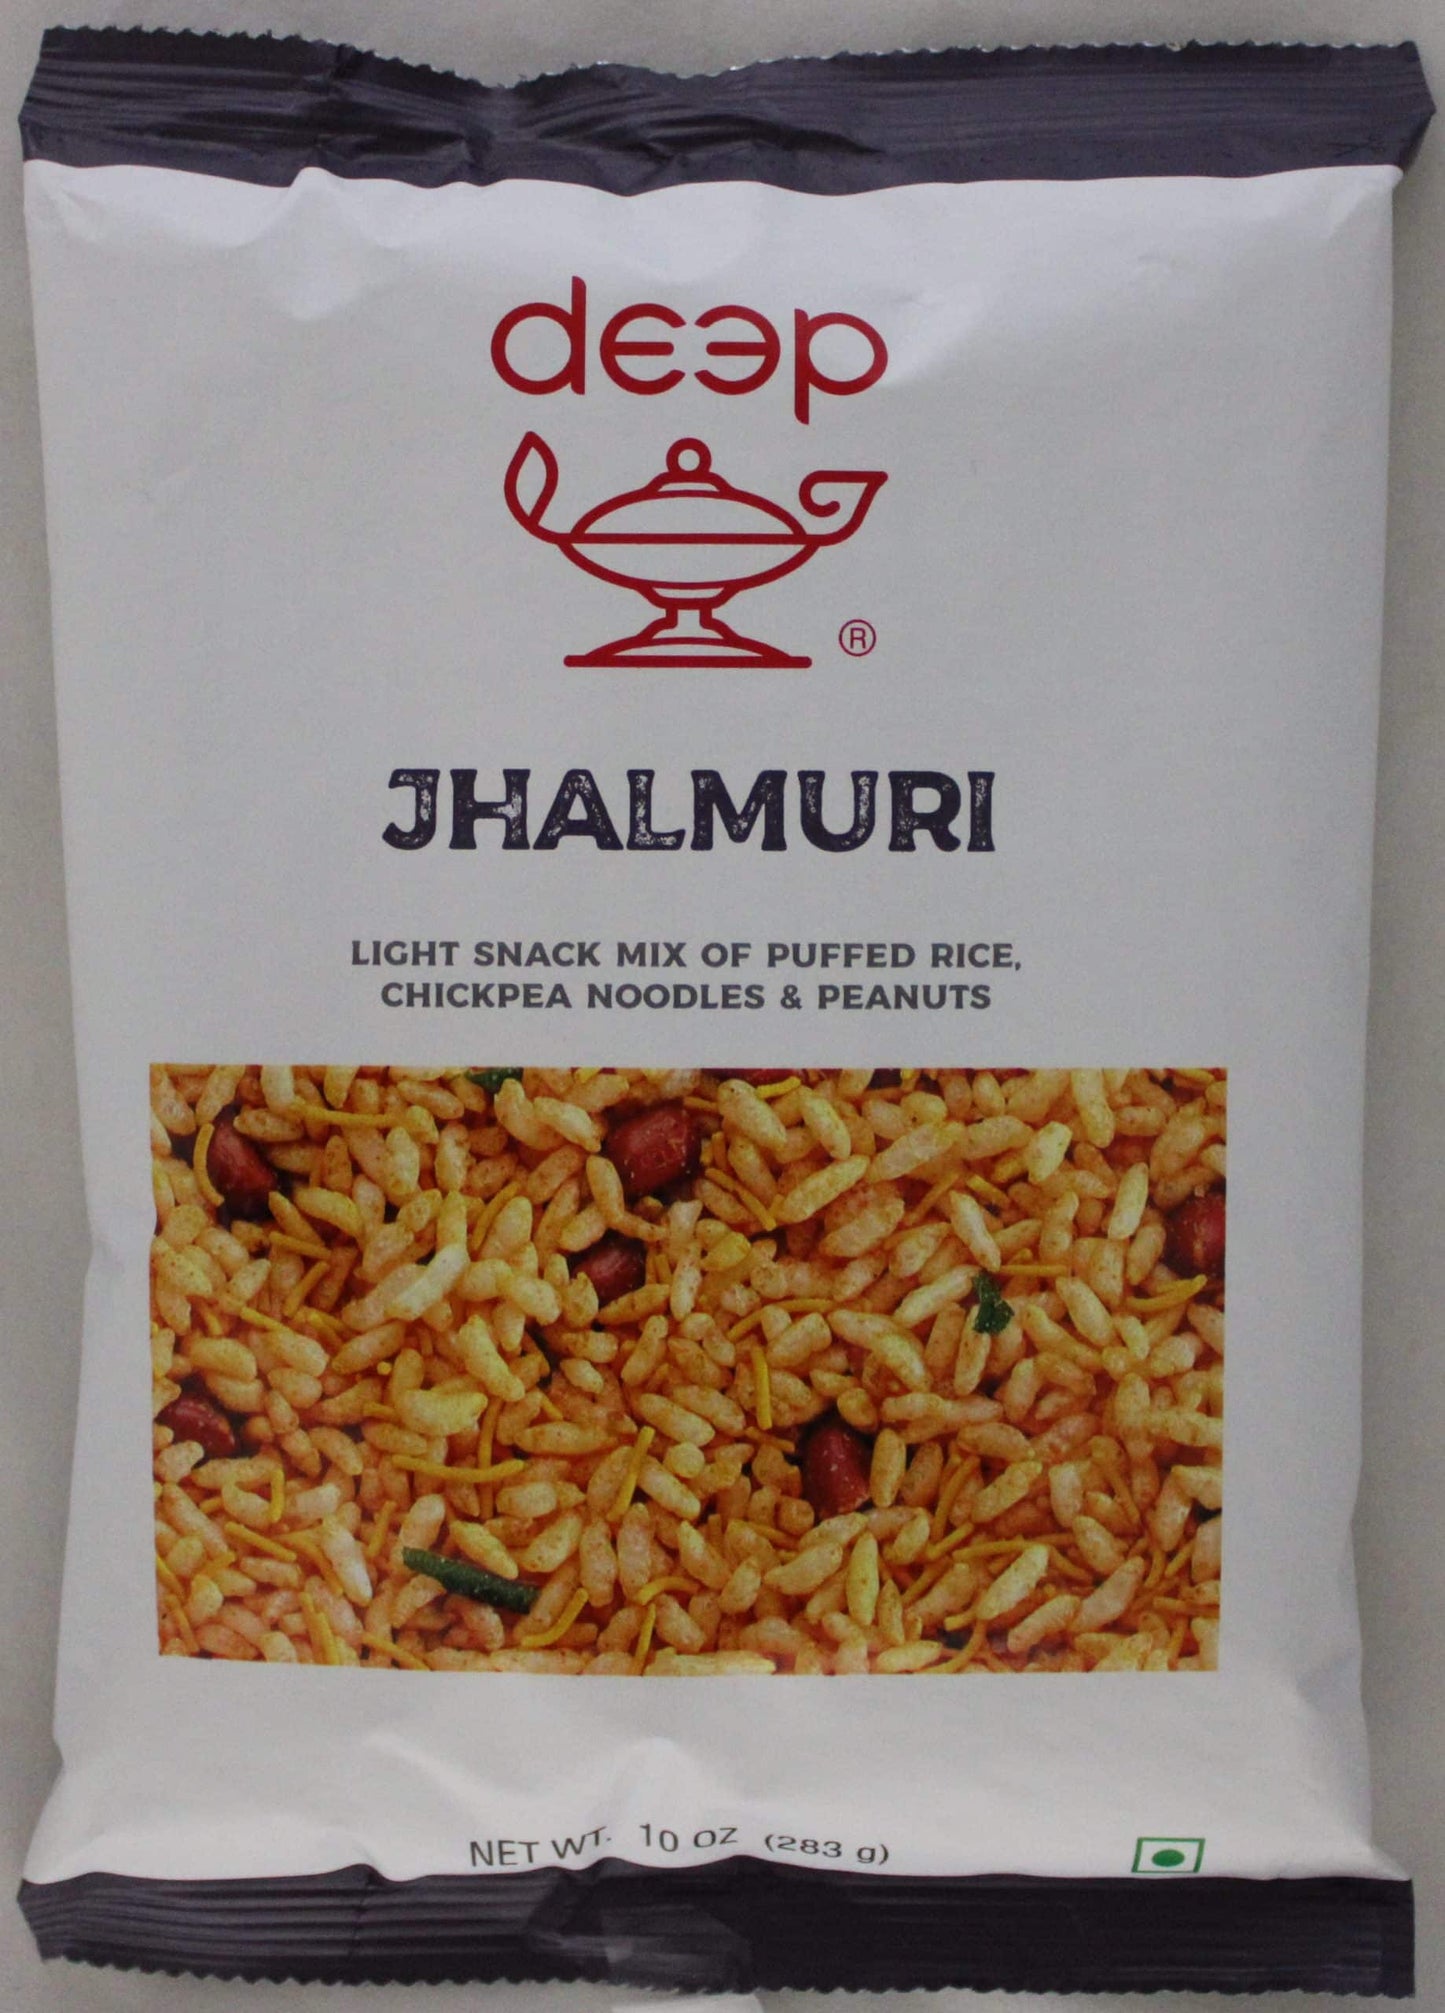 deep
®
JHALMURI
LIGHT SNACK MIX OF PUFFED RICE,
CHICKPEA NOODLES & PEANUTS
NET WT. 10 OZ (283 g)